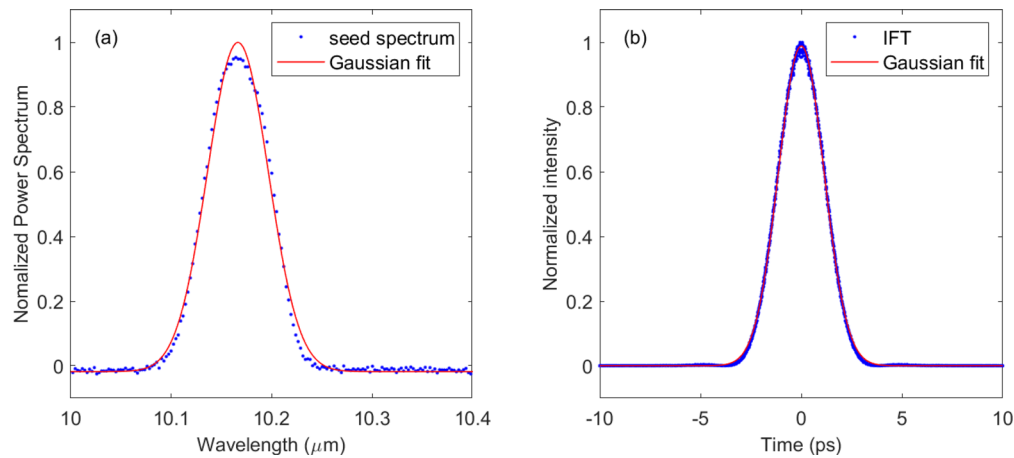 (a)
seed spectrum
Gaussian fit
Nomalized Power Spectrum
1
0.8
0.6
0.4
0.2
0
10
10.1
10.2
10.3
10.4
Wavelength (μm)
(b)
IFT
Gaussian fit
Normalized intensity
1
0.8
0.6
0.4
0.2
0
-10
-5
0
5
10
Time (ps)